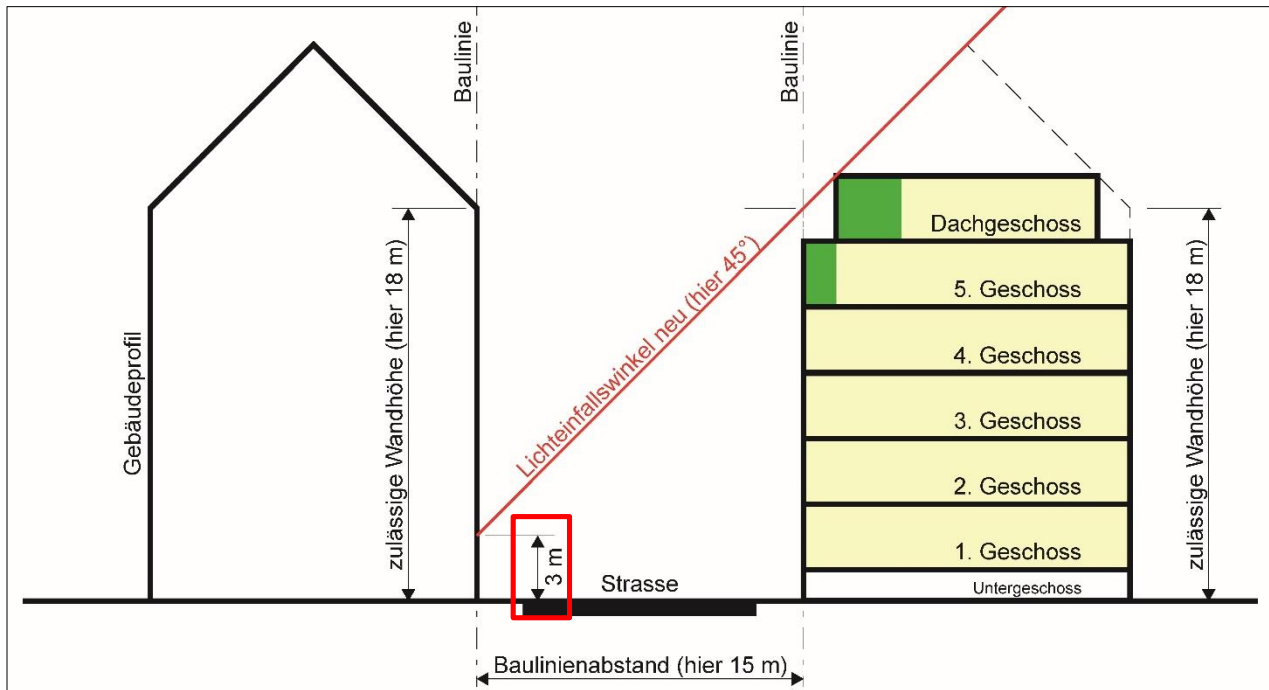 Baulinie
Baulinie
Gebäudeprofil
zulässige Wandhöhe (hier 18 m)
Lichteinfallswinkel neu (hier 45°)
Dachgeschoss
5. Geschoss
4. Geschoss
3. Geschoss
2. Geschoss
1. Geschoss
Untergeschoss
zulässige Wandhöhe (hier 18 m)
3 m
Strasse
Baulinienabstand (hier 15 m)